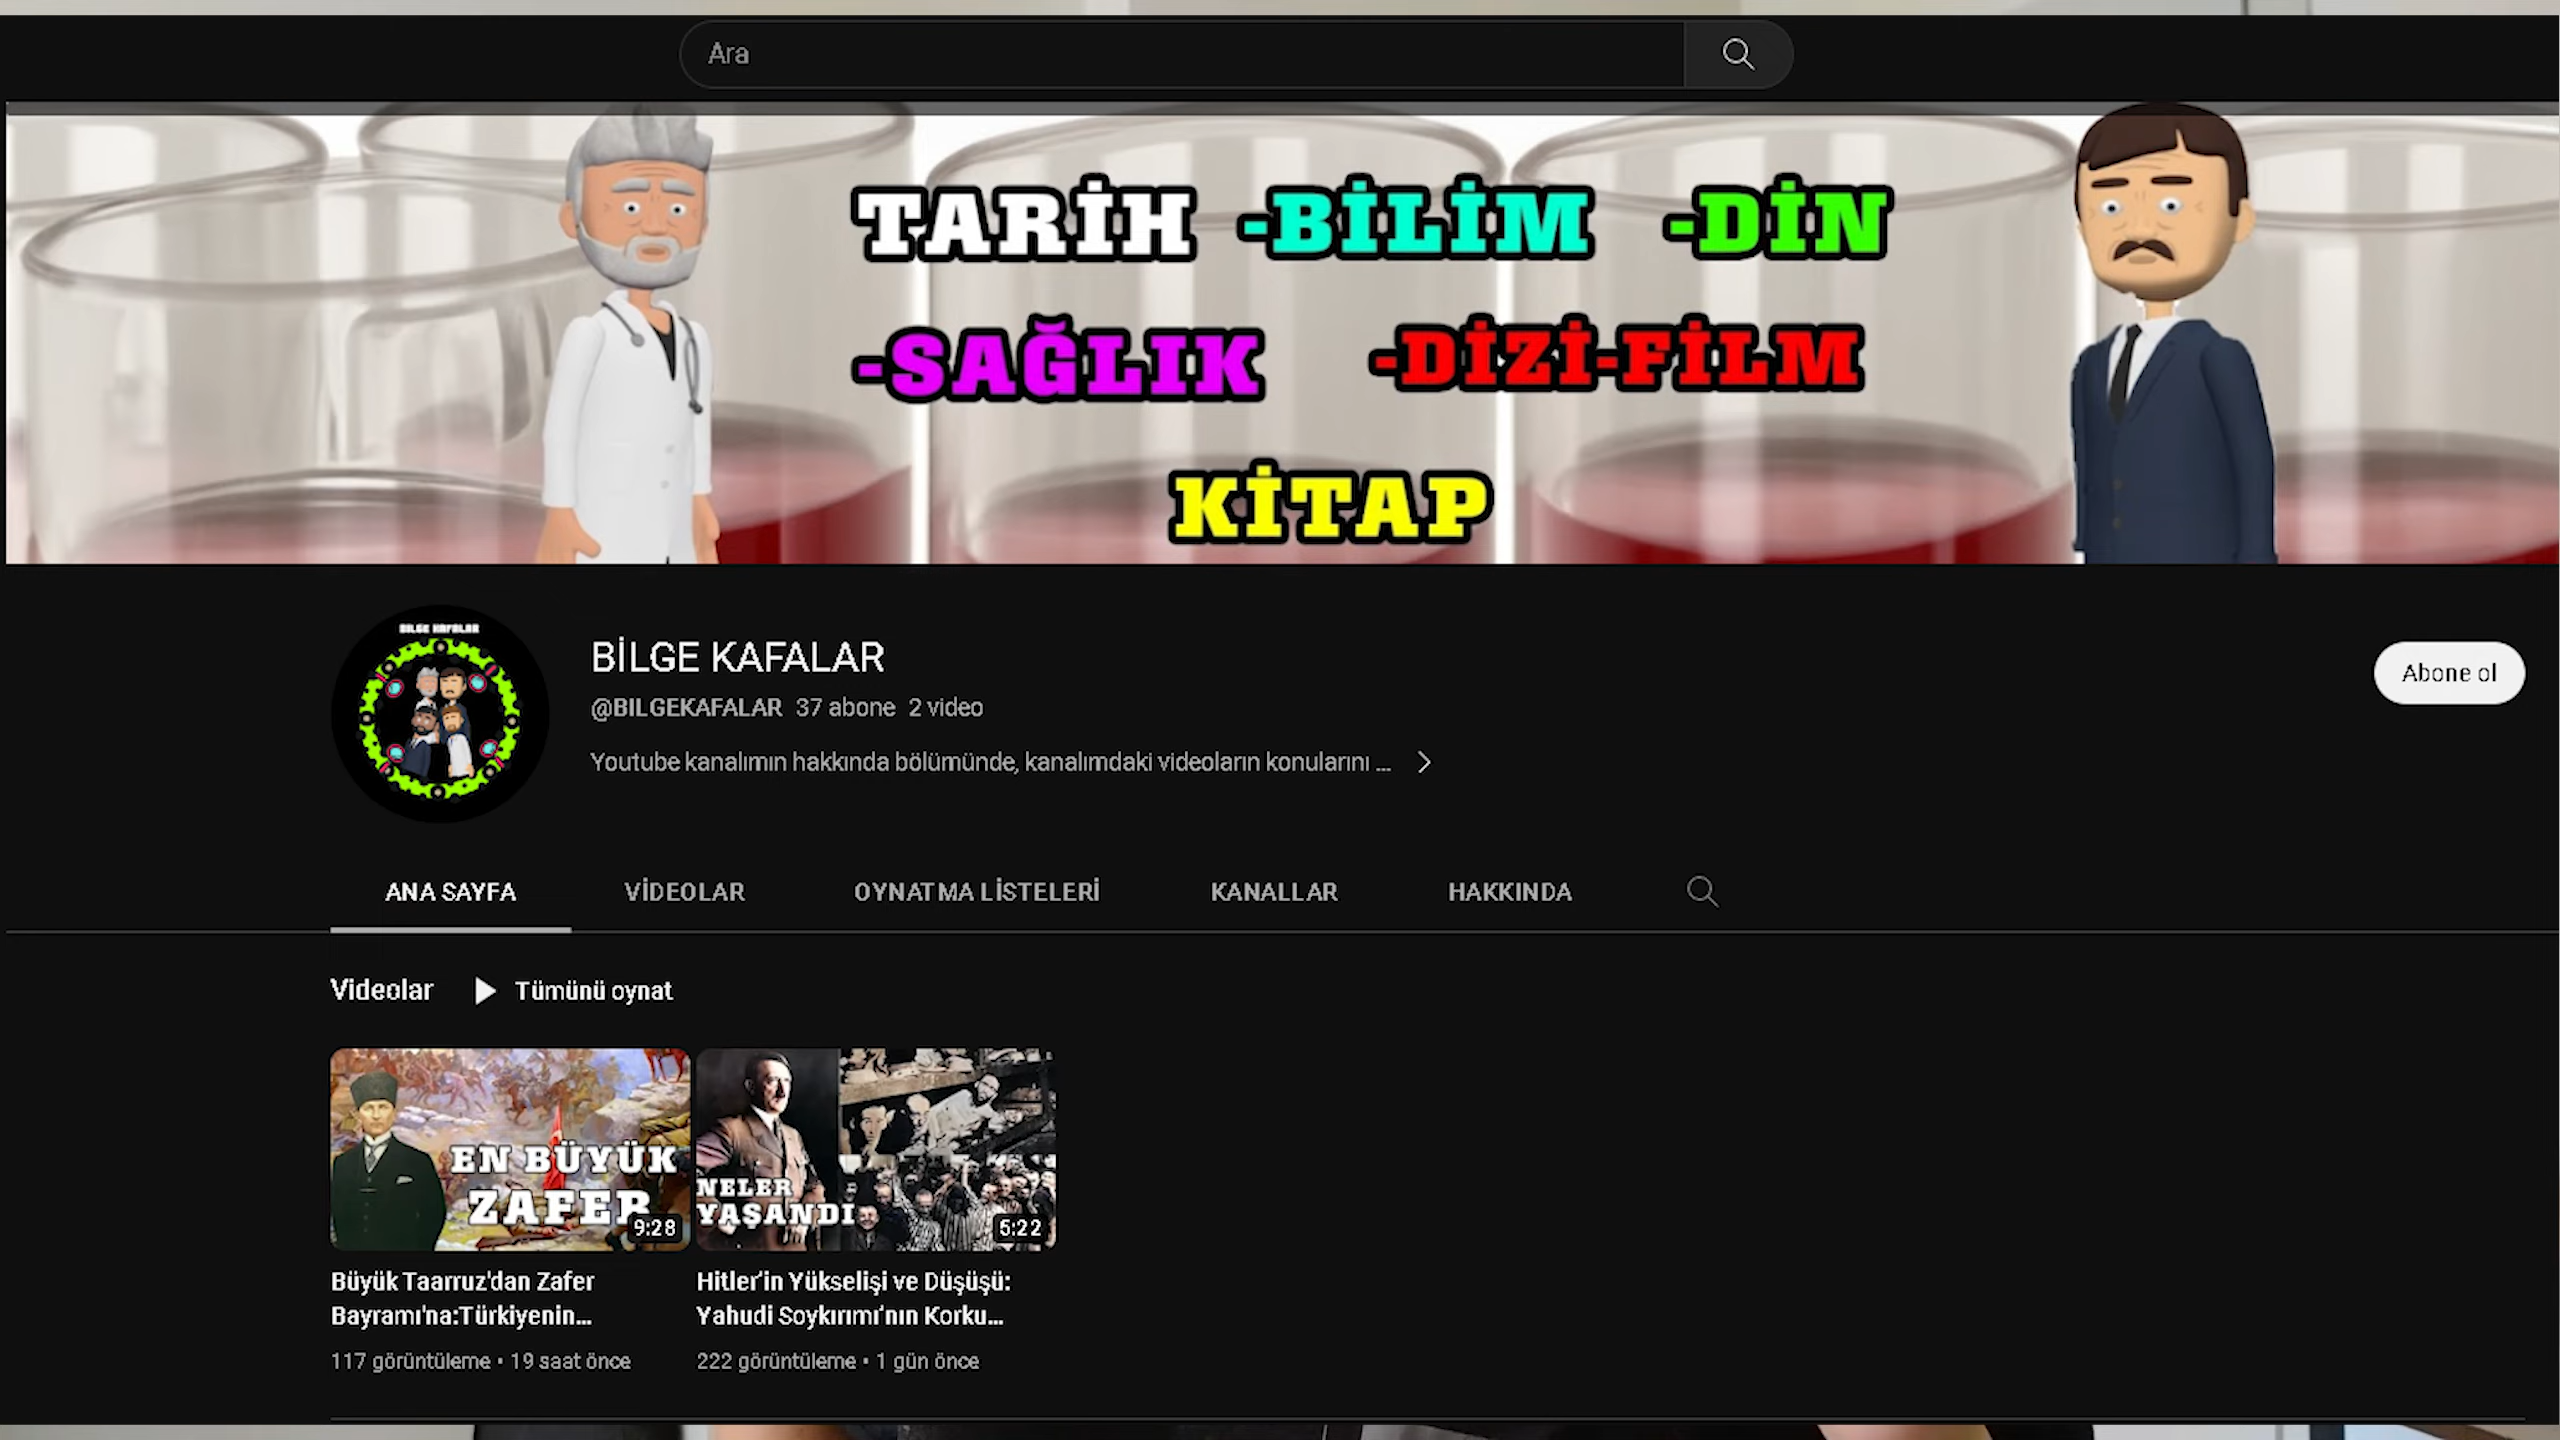 Ara
TARİH -BİLİM -DİN
-SAĞLIK -DİZİ-FİLM
KİTAP
BILGE KAFALAR
BİLGE KAFALAR
@BILGEKAFALAR 37 abone 2 video
Youtube kanalımın hakkında bölümünde, kanalımdaki videoların konularını ...
Abone ol
ANA SAYFA VİDEOLAR OYNATMA LİSTELERİ KANALLAR HAKKINDA
Videolar Tümünü oynat
EN BÜYÜK
ZAFER
9:28
NELER
YAŞANDI
5:22
Büyük Taarruz'dan Zafer
Bayramı'na:Türkiyenin...
117 görüntüleme • 19 saat önce
Hitler'in Yükselişi ve Düşüşü:
Yahudi Soykırımı'nın Korku...
222 görüntüleme • 1 gün önce